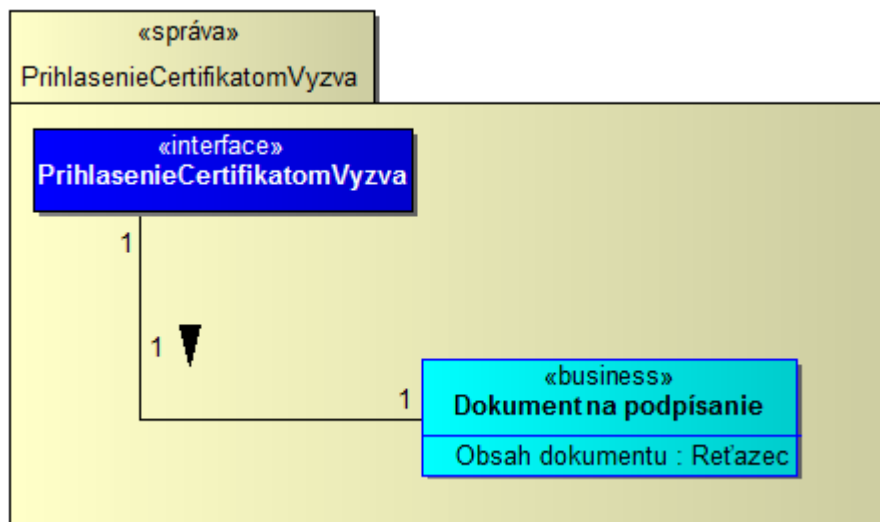 «správa»
PrihlasenieCertifikatomVyzva
«interface»
PrihlasenieCertifikatomVyzva
1
1
1
«business»
Dokument na podpísanie
Obsah dokumentu : Reťazec